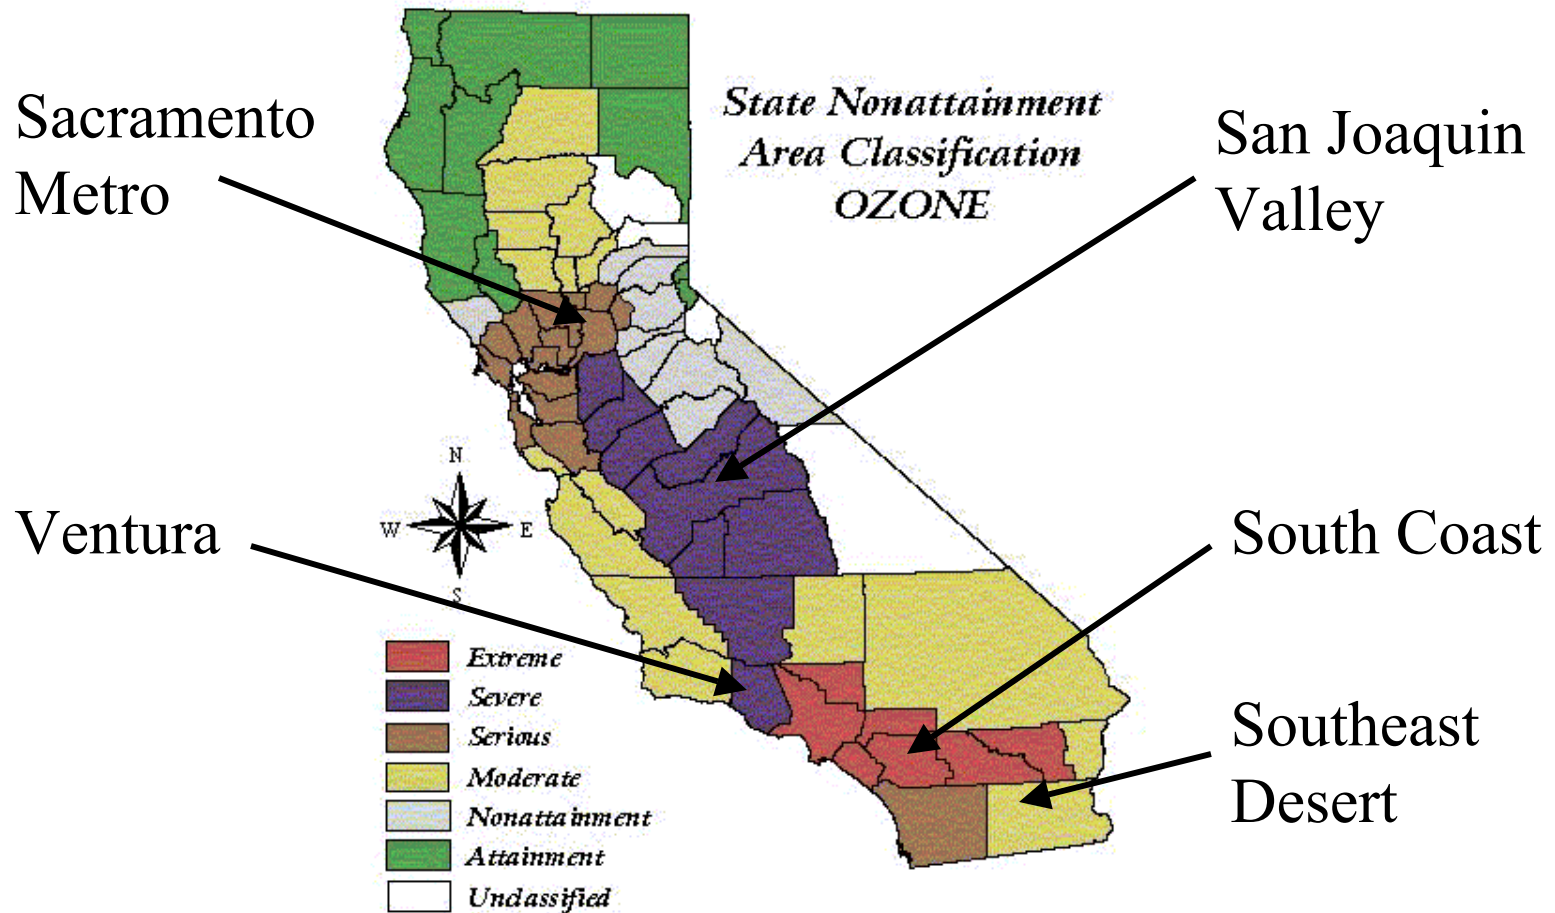 State Nonattainment
Area Classification
OZONE
Sacramento
Metro
San Joaquin
Valley
Ventura
South Coast
Southeast
Desert
N
W
E
S
Extreme
Severe
Serious
Moderate
Nonattainment
Attainment
Unclassified